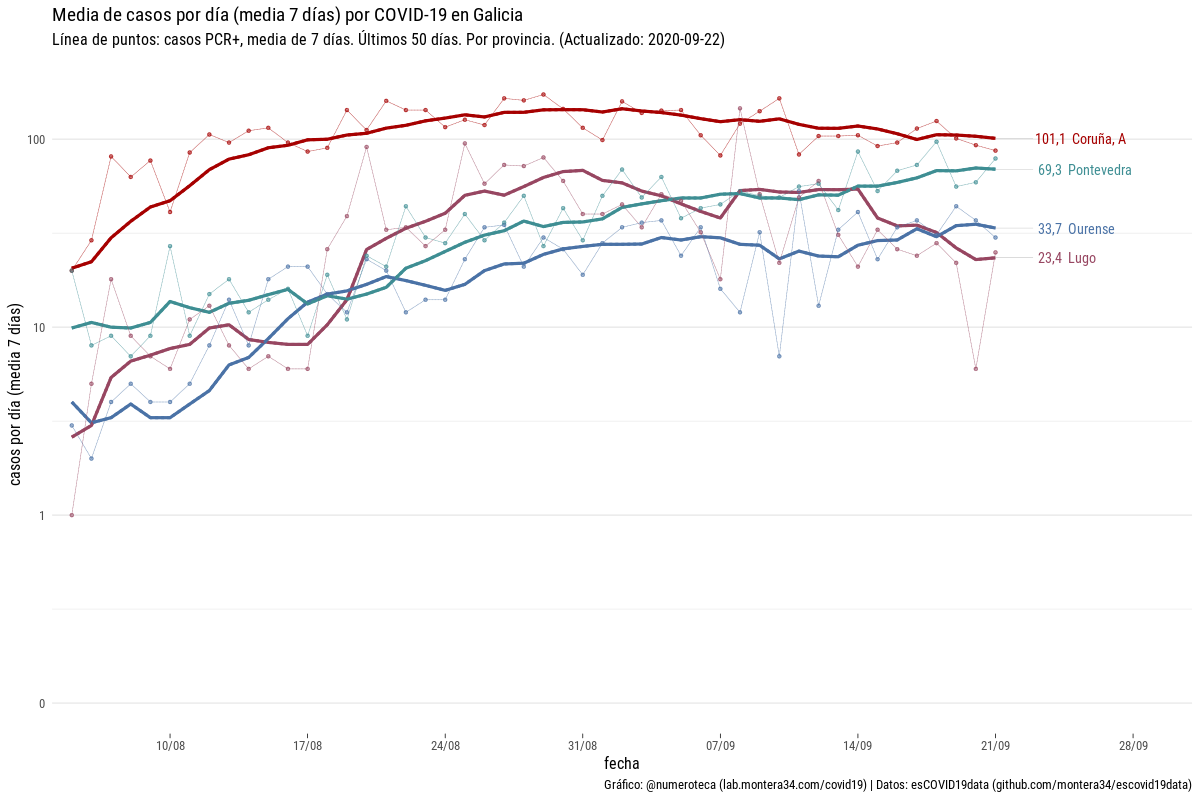 Media de casos por día (media 7 días) por COVID-19 en Galicia
Línea de puntos: casos PCR+, media de 7 días. Últimos 50 días. Por provincia. (Actualizado: 2020-09-22)
casos por día (media 7 días)
100
10
1
0
101,1 Coruña, A
69,3 Pontevedra
33,7 Ourense
23,4 Lugo
10/08 17/08 24/08 31/08 07/09 14/09 21/09 28/09
fecha
Gráfico: @numeroteca (lab.montera34.com/covid19) | Datos: esCOVID19data (github.com/montera34/escovid19data)